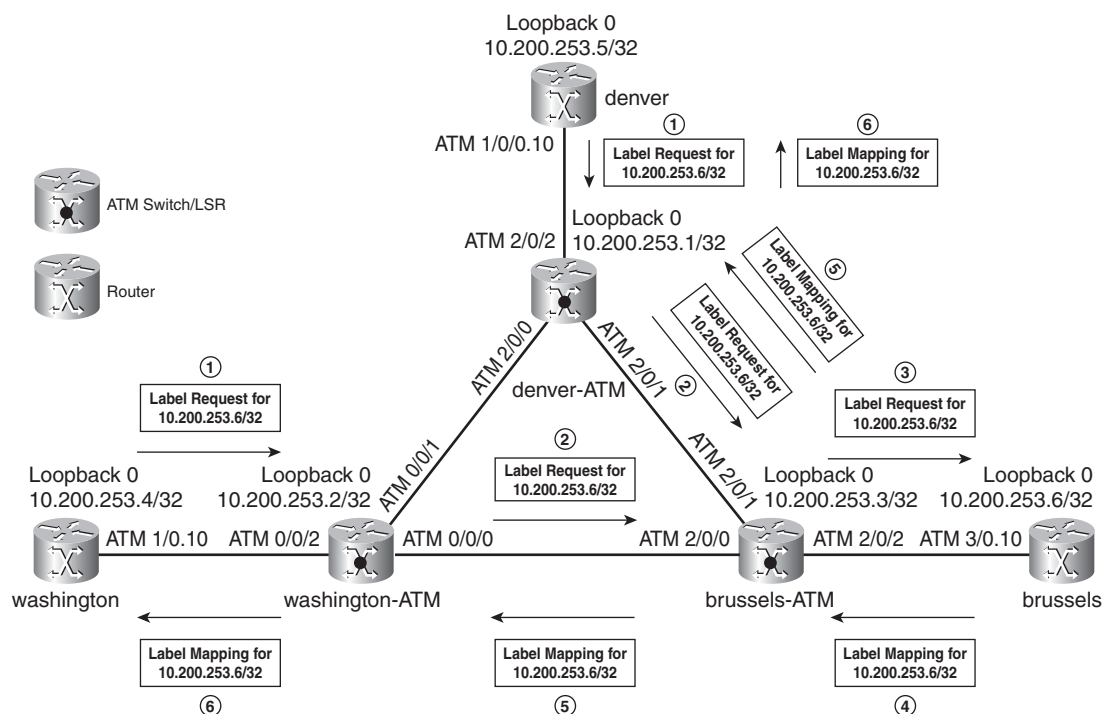 Loopback 0
10.200.253.5/32
denver
ATM 1/0/0.10
1
Label Request for
10.200.253.6/32
6
Label Mapping for
10.200.253.6/32
ATM Switch/LSR
Router
Loopback 0
10.200.253.1/32
ATM 2/0/2
5
Label Mapping for
10.200.253.6/32
Label Request for
10.200.253.6/32
2
ATM 2/0/0
ATM 2/0/1
denver-ATM
1
Label Request for
10.200.253.6/32
3
Label Request for
10.200.253.6/32
2
Label Request for
10.200.253.6/32
ATM 0/0/1
ATM 2/0/1
Loopback 0
10.200.253.4/32
Loopback 0
10.200.253.2/32
Loopback 0
10.200.253.3/32
Loopback 0
10.200.253.6/32
ATM 1/0.10
ATM 0/0/2
ATM 0/0/0
ATM 2/0/0
ATM 2/0/2
ATM 3/0.10
washington
washington-ATM
brussels-ATM
brussels
Label Mapping for
10.200.253.6/32
6
Label Mapping for
10.200.253.6/32
5
Label Mapping for
10.200.253.6/32
4